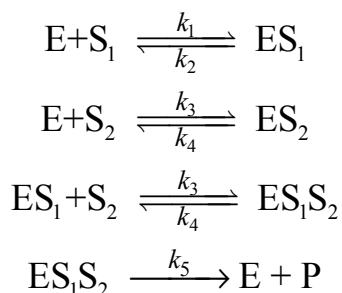 E+S₁ k₁ ⇌ k₂ ES₁
E+S₂ k₃ ⇌ k₄ ES₂
ES₁+S₂ k₃ ⇌ k₄ ES₁S₂
ES₁S₂ k₅ → E + P